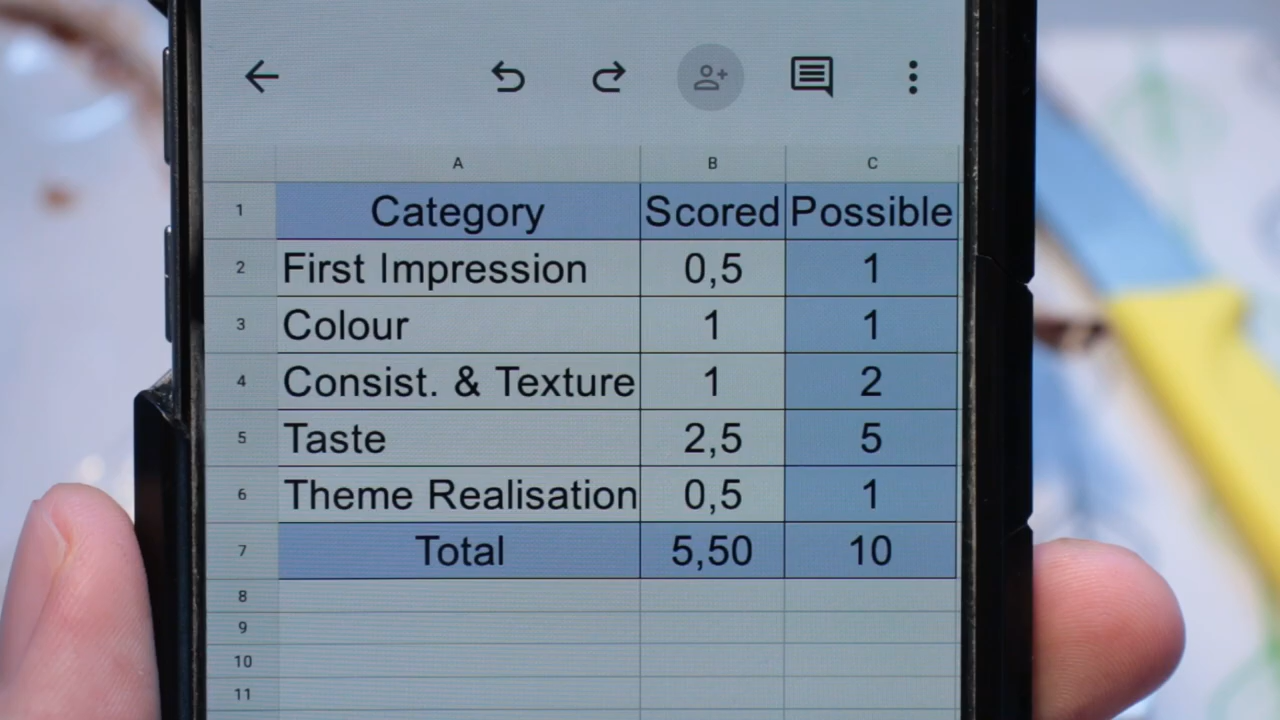 A B C
1 Category Scored Possible
2 First Impression 0,5 1
3 Colour 1 1
4 Consist. & Texture 1 2
5 Taste 2,5 5
6 Theme Realisation 0,5 1
7 Total 5,50 10
8
9
10
11